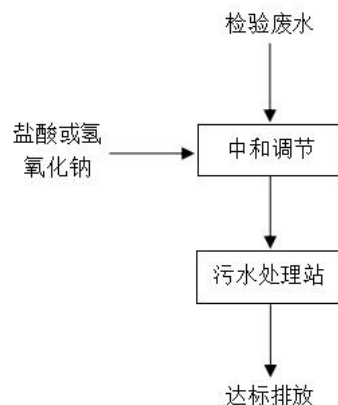 检验废水
盐酸或氢
氧化钠
中和调节
污水处理站
达标排放